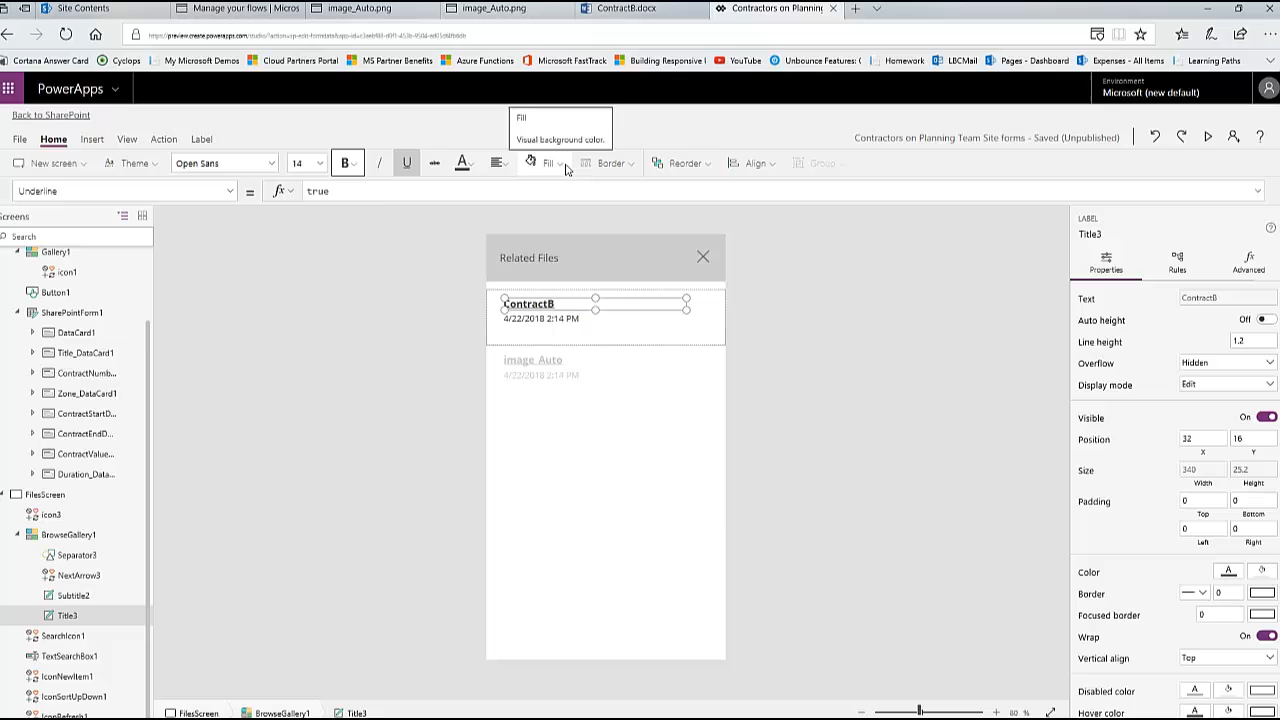 Site Contents
Manage your flows | Micros
image_Auto.png
image_Auto.png
ContractB.docx
Contractors on Planning
Cortana Answer Card
Cyclops
My Microsoft Demos
Cloud Partners Portal
MS Partner Benefits
Azure Functions
Microsoft FastTrack
Building Responsive
YouTube
Unbounce Features:
Homework
LBCMail
Pages - Dashboard
Expenses - All Items
Learning Paths
PowerApps
Environment
Microsoft (new default)
Back to SharePoint
Fill
Visual background color.
File
Home
Insert
View
Action
Label
Contractors on Planning Team Site forms - Saved (Unpublished)
New screen
Theme
Open Sans
14
B
/
U
abc
A
Fill
Border
Reorder
Align
Group
Underline
=
fx
true
Screens
Search
Gallery1
icon1
Button1
SharePointForm1
DataCard1
Title_DataCard1
ContractNumb...
Zone_DataCard1
ContractStartD...
ContractEndD...
ContractValue...
Duration_Data...
FilesScreen
icon3
BrowseGallery1
Separator3
NextArrow3
Subtitle2
Title3
SearchIcon1
TextSearchBox1
IconNewItem1
IconSortUpDown1
IconRefresh1
Related Files
ContractB
4/22/2018 2:14 PM
image_Auto
4/22/2018 2:14 PM
FilesScreen
BrowseGallery1
Title3
80 %
LABEL
Title3
Properties
Rules
Advanced
Text
ContractB
Auto height
Off
Line height
1.2
Overflow
Hidden
Display mode
Edit
Visible
On
Position
32
16
X
Y
Size
340
25.2
Width
Height
Padding
0
0
Top
Bottom
0
0
Left
Right
Color
A
Border
0
Focused border
0
Wrap
On
Vertical align
Top
Disabled color
A
Hover color
A